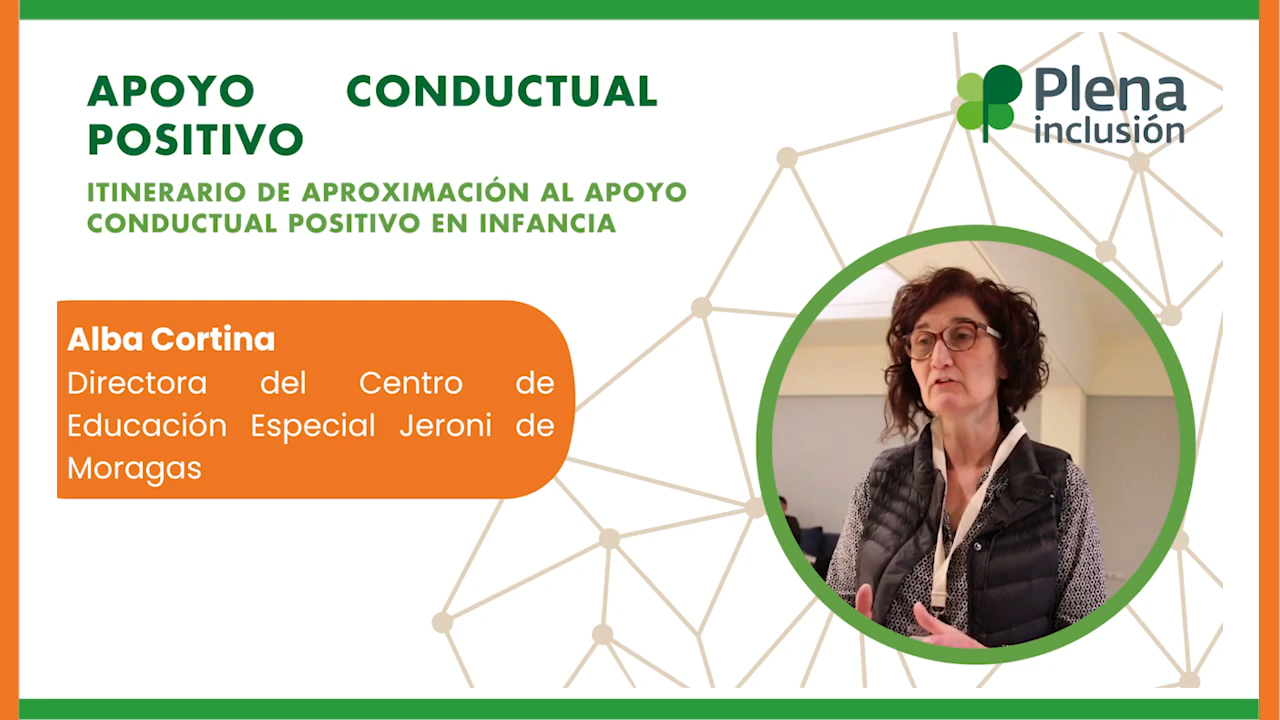 APOYO CONDUCTUAL
POSITIVO
ITINERARIO DE APROXIMACIÓN AL APOYO
CONDUCTUAL POSITIVO EN INFANCIA
Plena
inclusión
Alba Cortina
Directora del Centro de
Educación Especial Jeroni de
Moragas